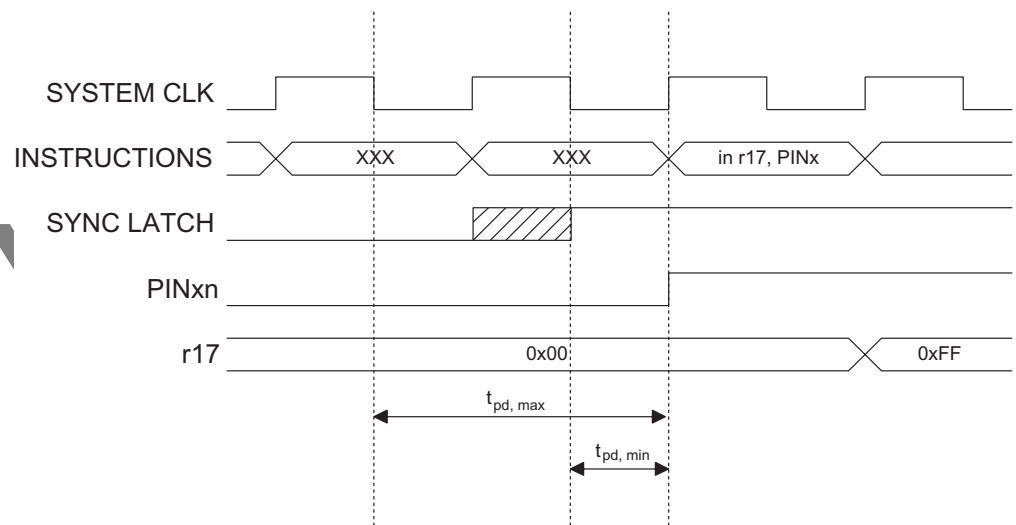 SYSTEM CLK
INSTRUCTIONS XXX XXX in r17, PINx
SYNC LATCH
PINxn
r17 0x00 0xFF
tpd, max
tpd, min